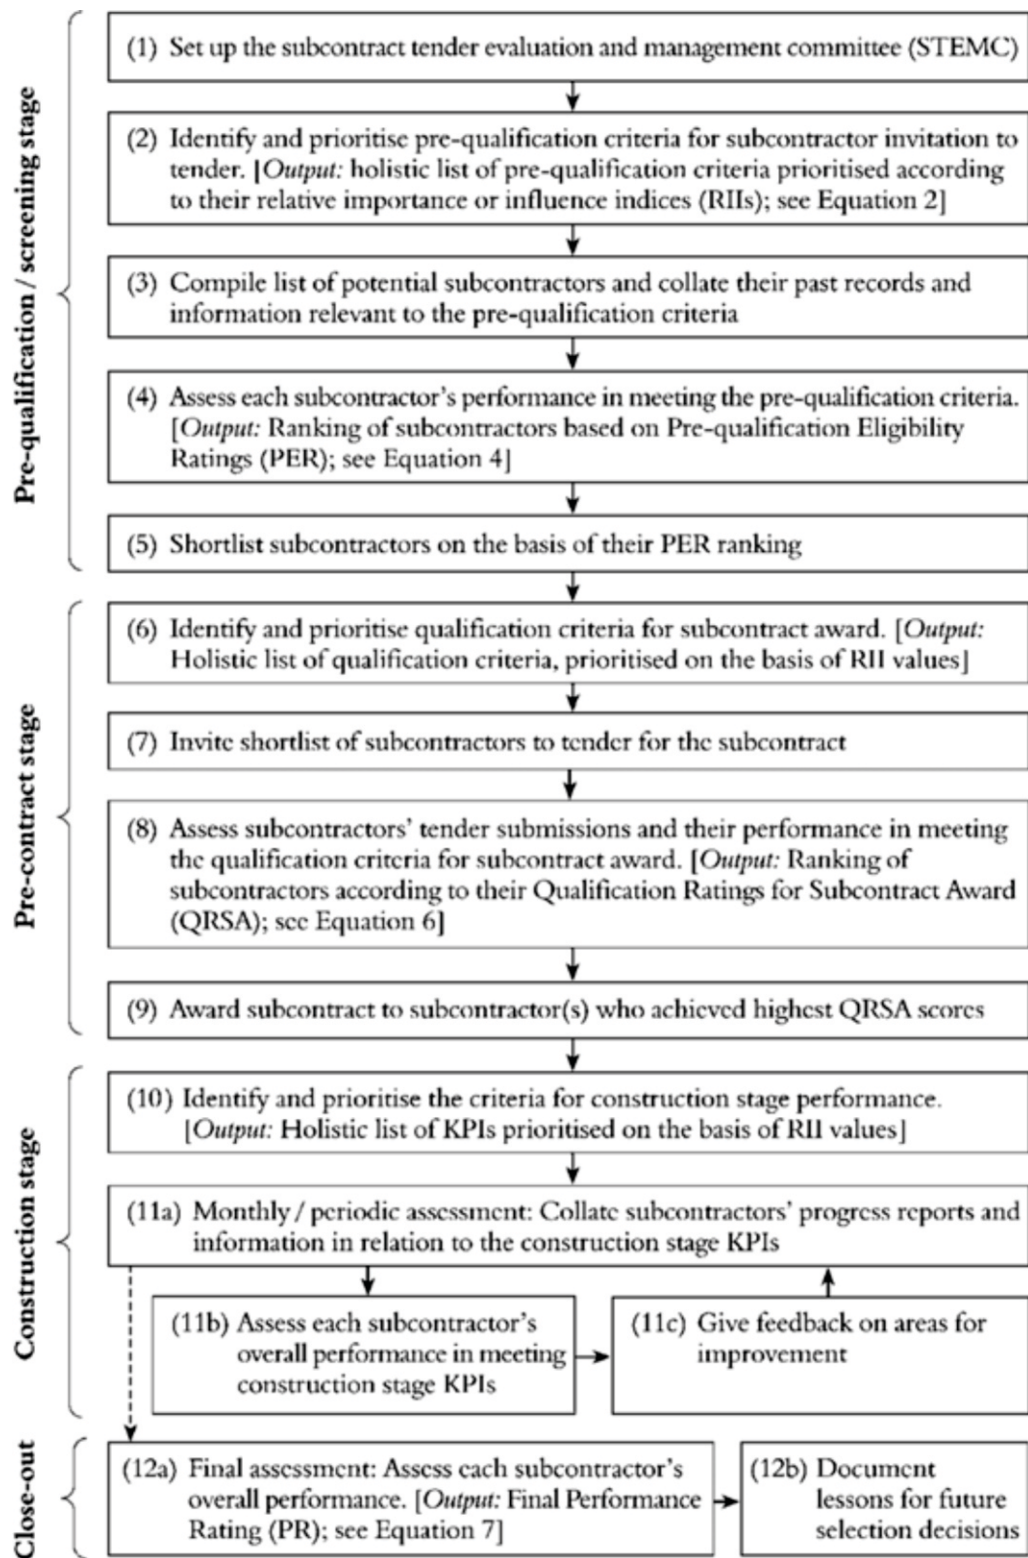 Pre-qualification / screening stage
(1) Set up the subcontract tender evaluation and management committee (STEMC)
(2) Identify and prioritise pre-qualification criteria for subcontractor invitation to
tender. [Output: holistic list of pre-qualification criteria prioritised according
to their relative importance or influence indices (RIIs); see Equation 2]
(3) Compile list of potential subcontractors and collate their past records and
information relevant to the pre-qualification criteria
(4) Assess each subcontractor's performance in meeting the pre-qualification criteria.
[Output: Ranking of subcontractors based on Pre-qualification Eligibility
Ratings (PER); see Equation 4]
(5) Shortlist subcontractors on the basis of their PER ranking
Pre-contract stage
(6) Identify and prioritise qualification criteria for subcontract award. [Output:
Holistic list of qualification criteria, prioritised on the basis of RII values]
(7) Invite shortlist of subcontractors to tender for the subcontract
(8) Assess subcontractors' tender submissions and their performance in meeting
the qualification criteria for subcontract award. [Output: Ranking of
subcontractors according to their Qualification Ratings for Subcontract Award
(QRSA); see Equation 6]
(9) Award subcontract to subcontractor(s) who achieved highest QRSA scores
Construction stage
(10) Identify and prioritise the criteria for construction stage performance.
[Output: Holistic list of KPIs prioritised on the basis of RII values]
(11a) Monthly / periodic assessment: Collate subcontractors' progress reports and
information in relation to the construction stage KPIs
(11b) Assess each subcontractor's
overall performance in meeting
construction stage KPIs
(11c) Give feedback on areas for
improvement
Close-out
(12a) Final assessment: Assess each subcontractor's
overall performance. [Output: Final Performance
Rating (PR); see Equation 7]
(12b) Document
lessons for future
selection decisions